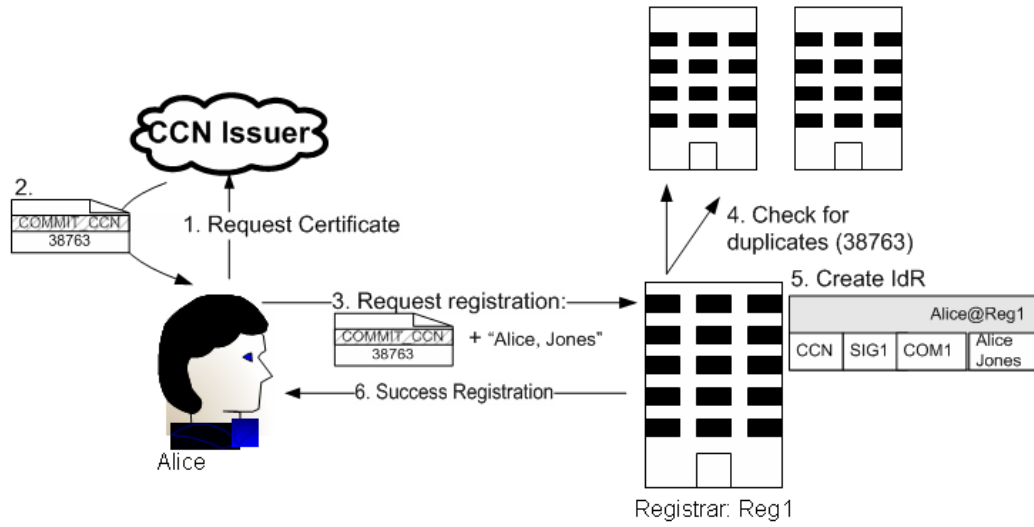 CCN Issuer
2.
COMMIT_CCN
38763
1. Request Certificate
4. Check for
duplicates (38763)
3. Request registration:
COMMIT_CCN
38763
+ "Alice, Jones"
5. Create IdR
Alice@Reg1
CCN
SIG1
COM1
Alice
Jones
6. Success Registration
Alice
Registrar: Reg1